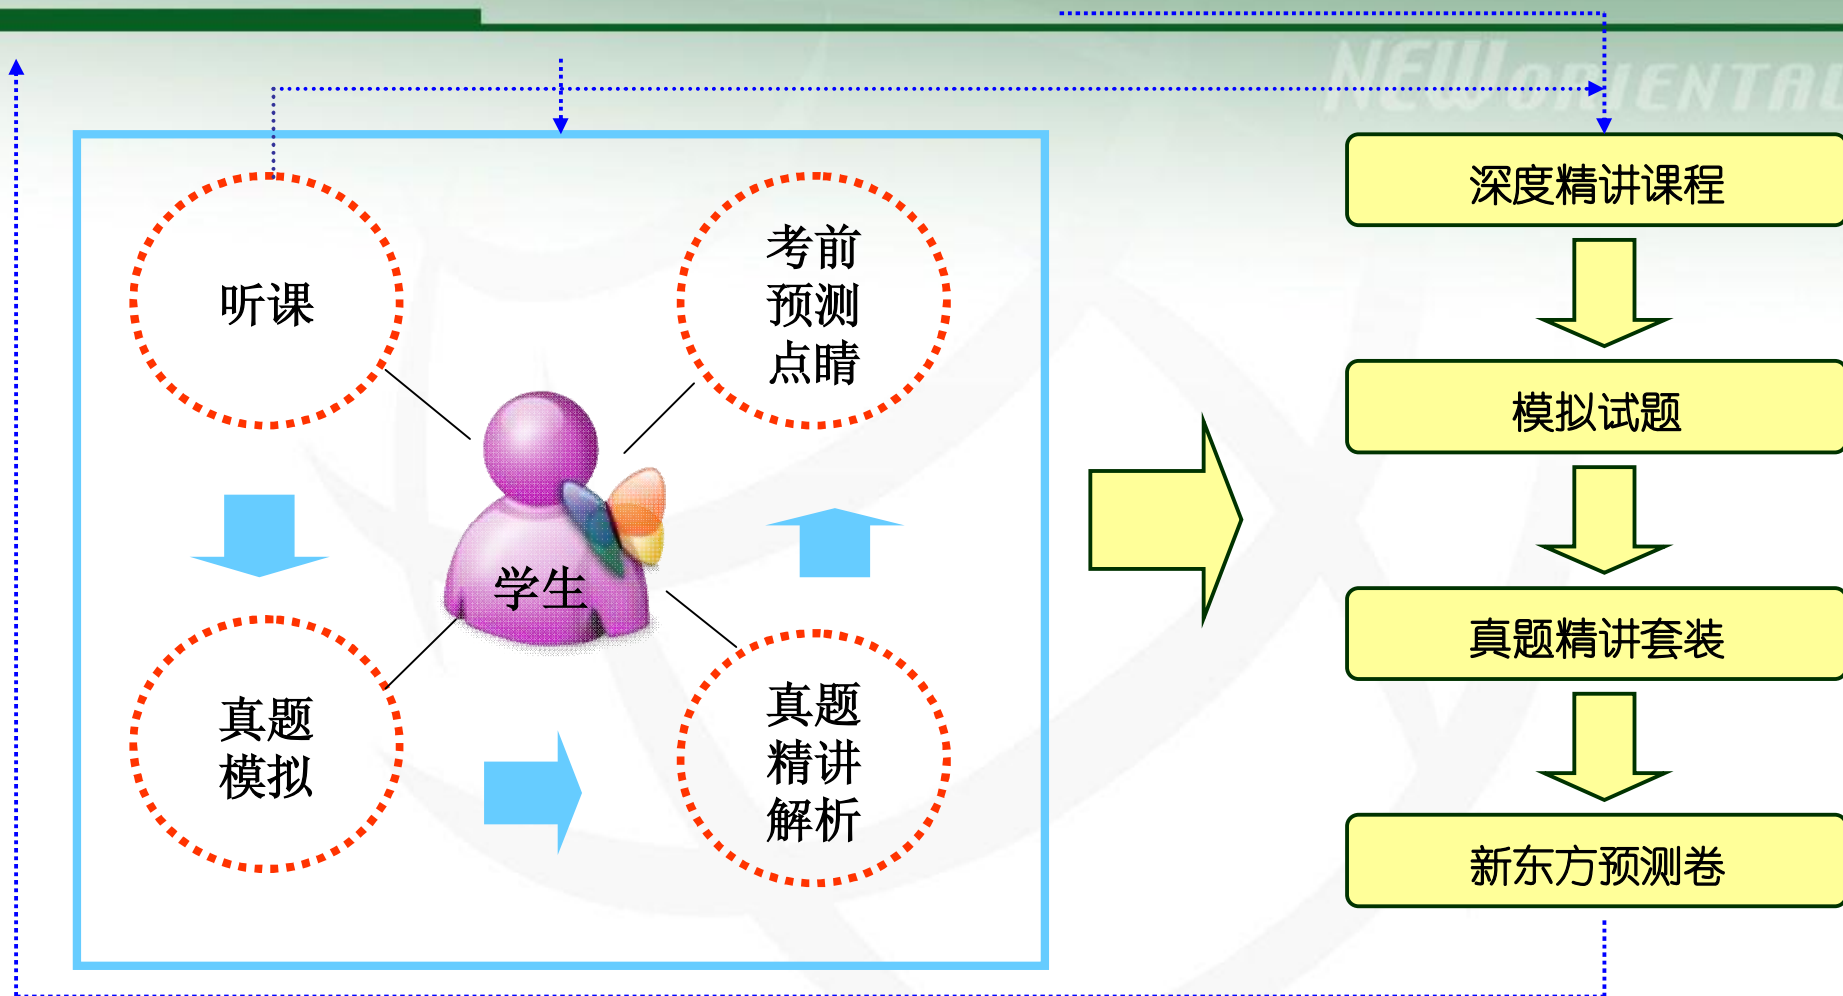 NEW ORIENTAL
听课
考前
预测
点睛
学生
真题
模拟
真题
精讲
解析
深度精讲课程
模拟试题
真题精讲套装
新东方预测卷